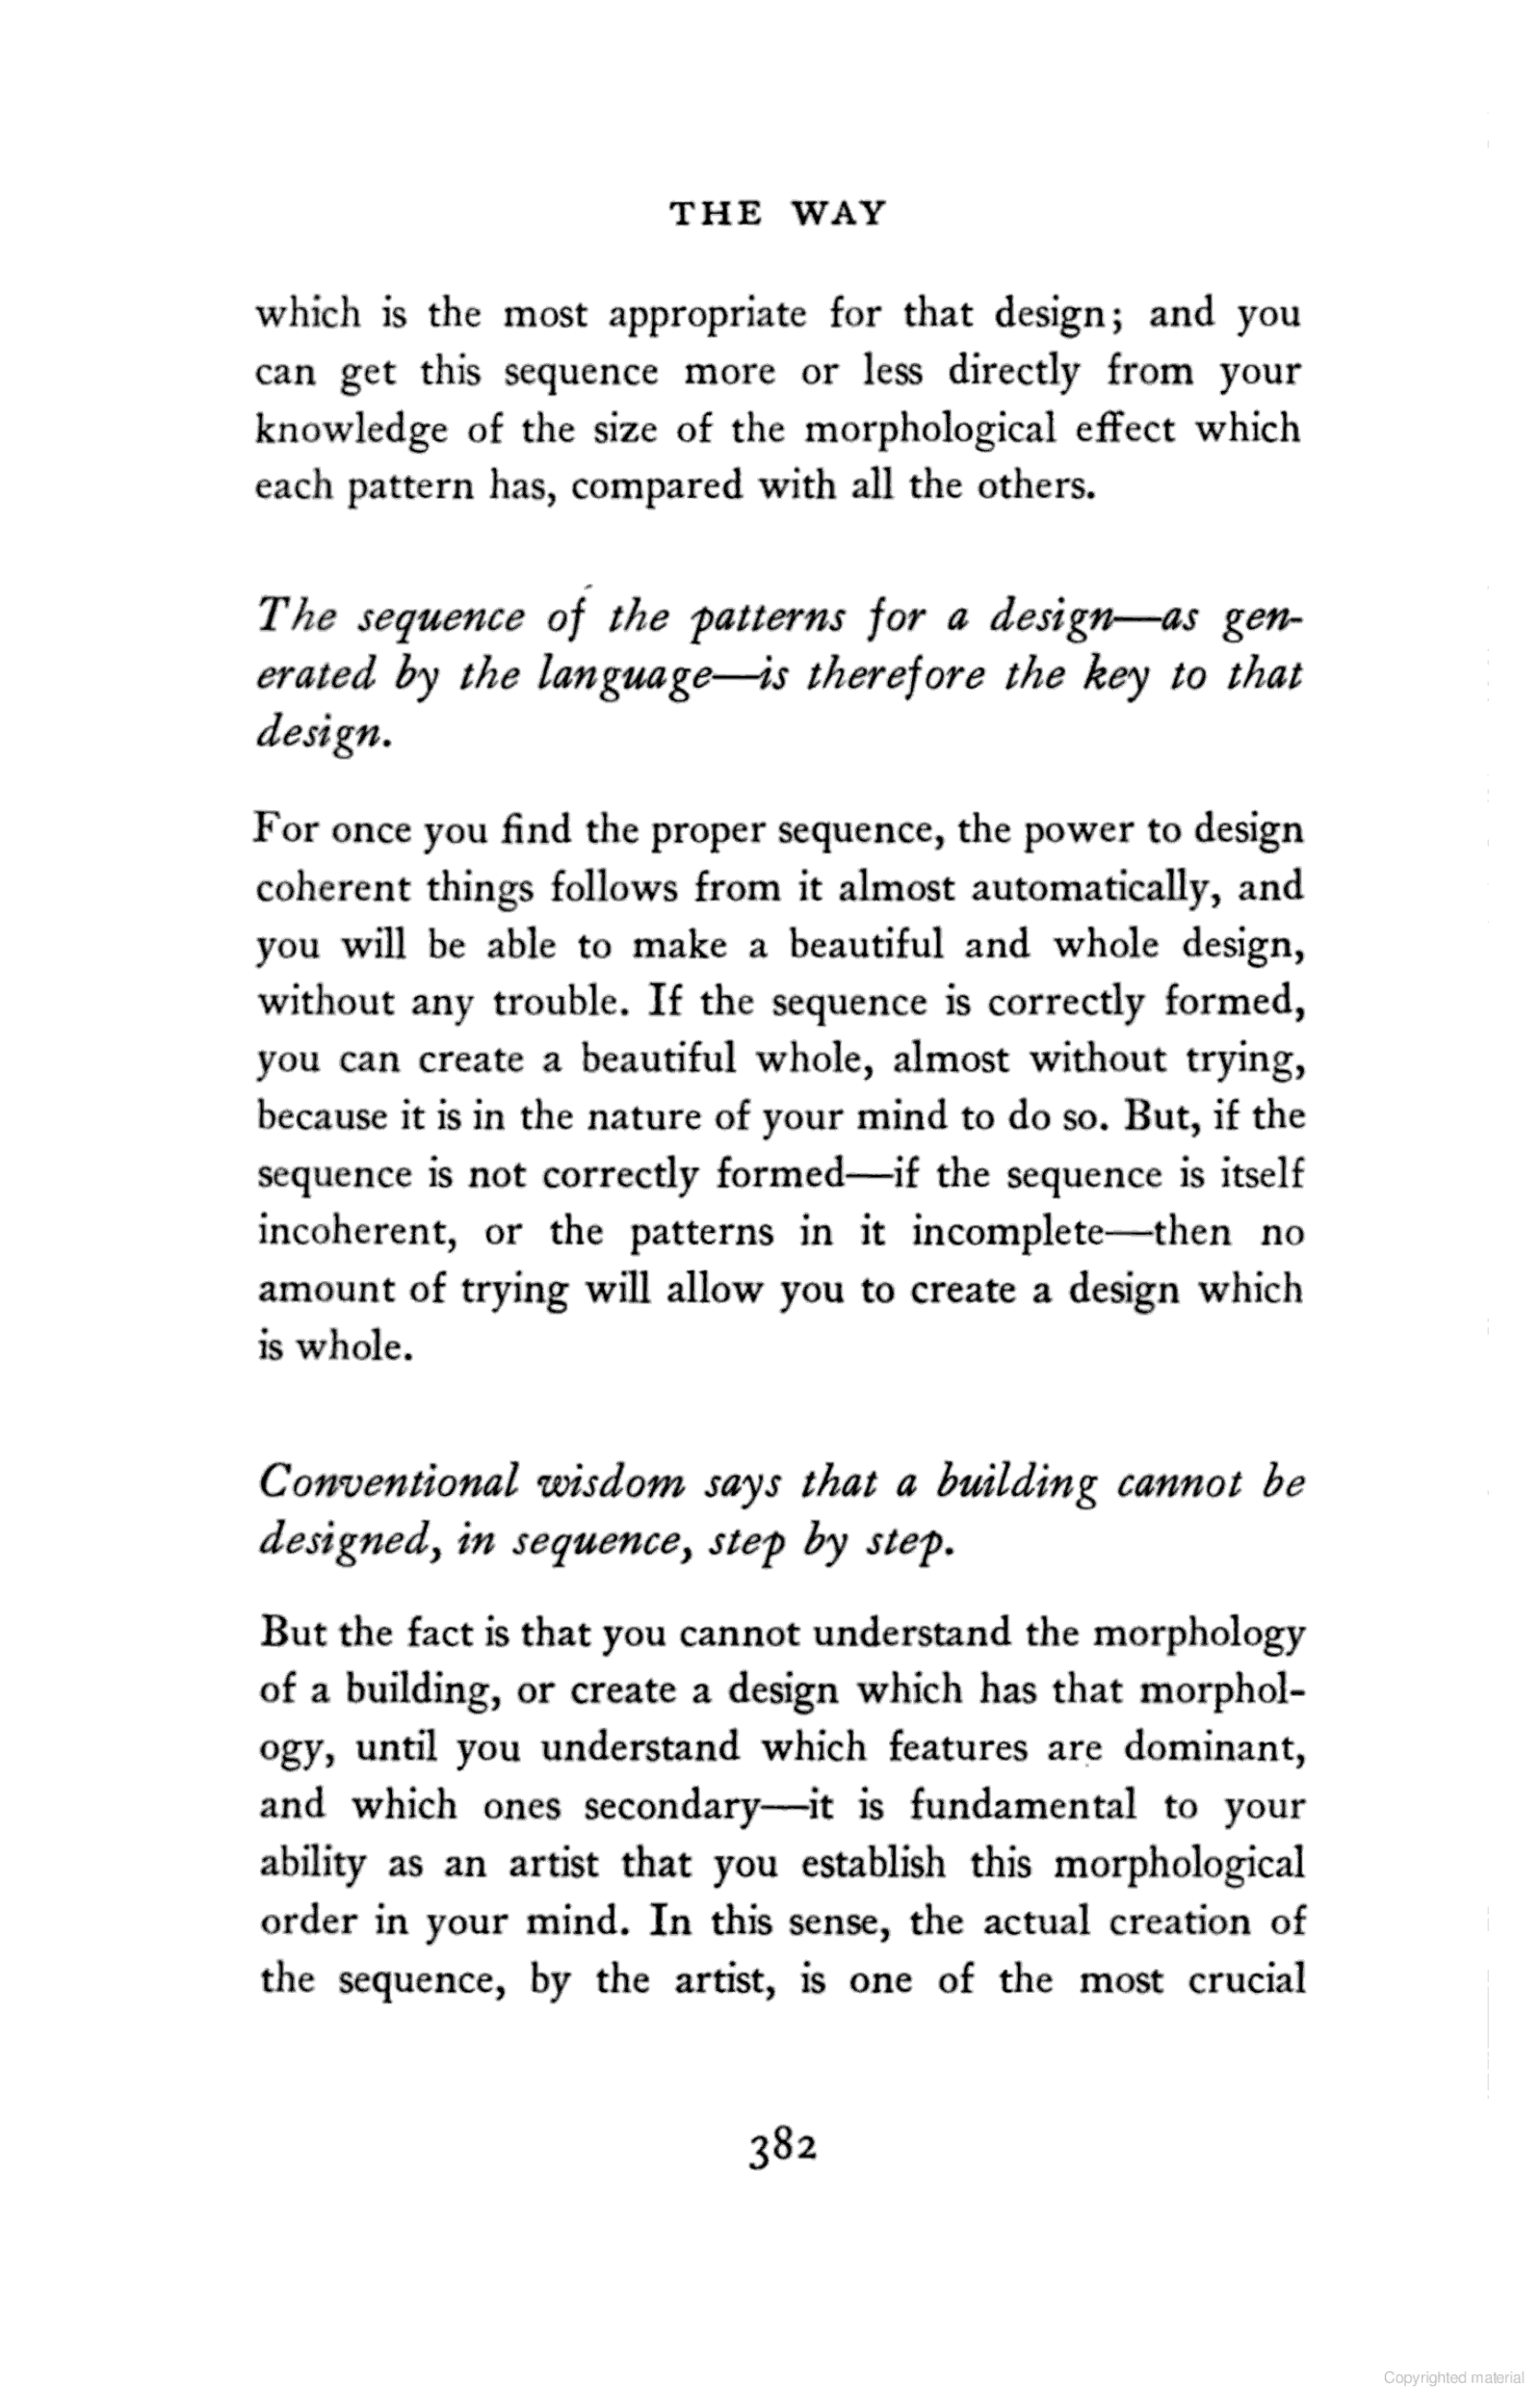 THE WAY
which is the most appropriate for that design; and you
can get this sequence more or less directly from your
knowledge of the size of the morphological effect which
each pattern has, compared with all the others.
The sequence of the patterns for a design—as gen-
erated by the language—is therefore the key to that
design.
For once you find the proper sequence, the power to design
coherent things follows from it almost automatically, and
you will be able to make a beautiful and whole design,
without any trouble. If the sequence is correctly formed,
you can create a beautiful whole, almost without trying,
because it is in the nature of your mind to do so. But, if the
sequence is not correctly formed—if the sequence is itself
incoherent, or the patterns in it incomplete—then no
amount of trying will allow you to create a design which
is whole.
Conventional wisdom says that a building cannot be
designed, in sequence, step by step.
But the fact is that you cannot understand the morphology
of a building, or create a design which has that morphol-
ogy, until you understand which features are dominant,
and which ones secondary—it is fundamental to your
ability as an artist that you establish this morphological
order in your mind. In this sense, the actual creation of
the sequence, by the artist, is one of the most crucial
382
Copyrighted material